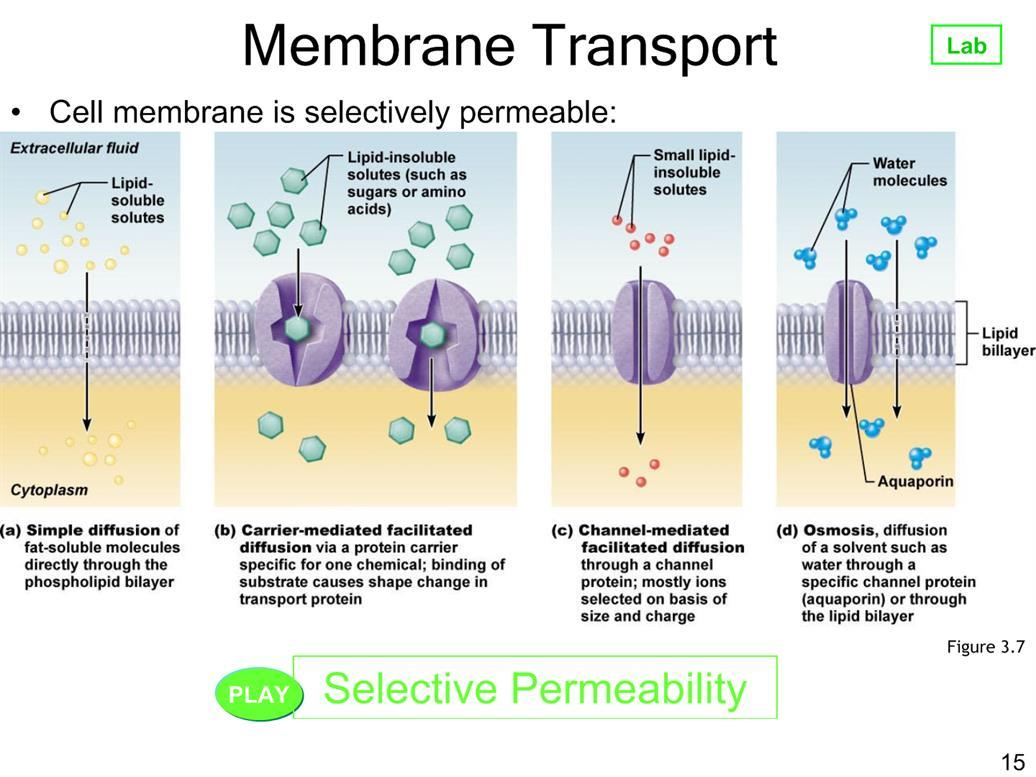 Membrane Transport
Lab
• Cell membrane is selectively permeable:
Extracellular fluid
Lipid-
soluble
solutes
Cytoplasm
Lipid-insoluble
solutes (such as
sugars or amino
acids)
Small lipid-
insoluble
solutes
Water
molecules
Lipid
billayer
Aquaporin
(a) Simple diffusion of
fat-soluble molecules
directly through the
phospholipid bilayer
(b) Carrier-mediated facilitated
diffusion via a protein carrier
specific for one chemical; binding of
substrate causes shape change in
transport protein
(c) Channel-mediated
facilitated diffusion
through a channel
protein; mostly ions
selected on basis of
size and charge
(d) Osmosis, diffusion
of a solvent such as
water through a
specific channel protein
(aquaporin) or through
the lipid bilayer
Figure 3.7
PLAY
Selective Permeability
15